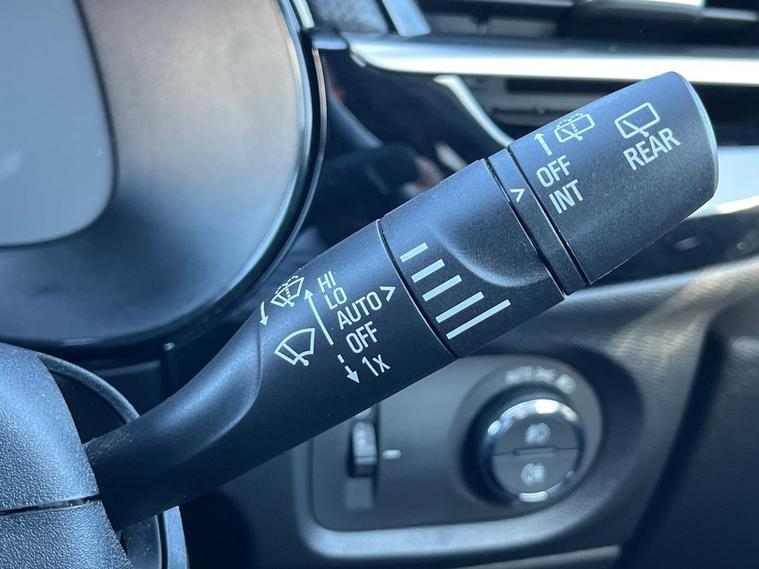 OFF
INT
REAR
HI
LO
AUTO
OFF
1x